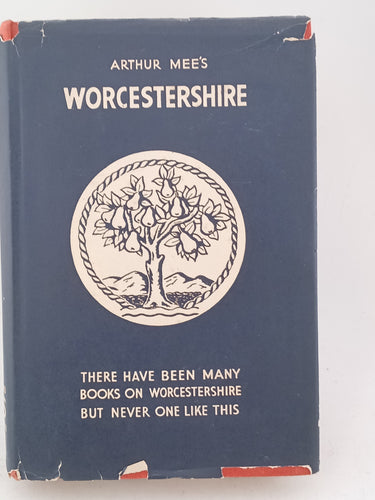 ARTHUR MEE'S
WORCESTERSHIRE
THERE HAVE BEEN MANY
BOOKS ON WORCESTERSHIRE
BUT NEVER ONE LIKE THIS